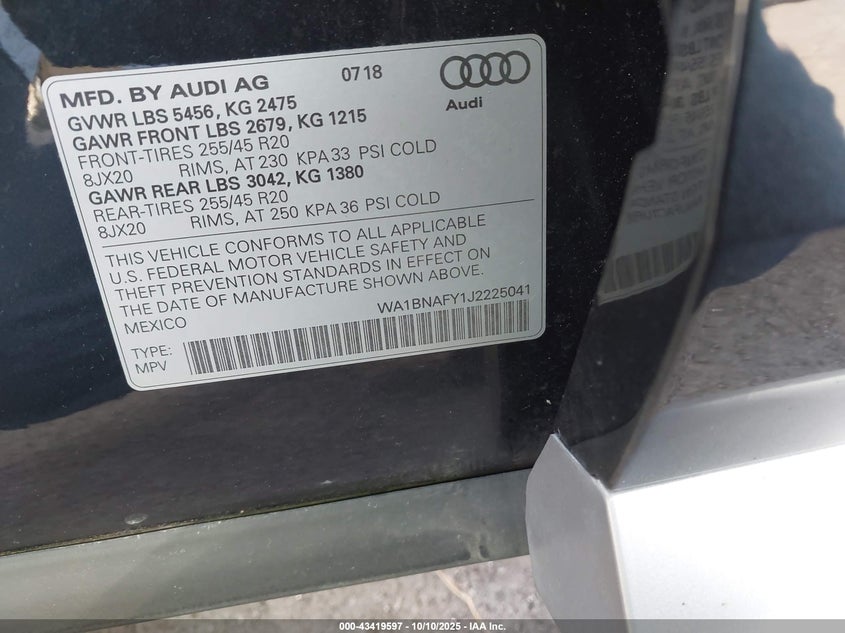 MFD. BY AUDI AG 07 18
Audi
GVWR LBS 5456, KG 2475
GAWR FRONT LBS 2679, KG 1215
FRONT-TIRES 255/45 R20
8JX20 RIMS, AT 230 KPA 33 PSI COLD
GAWR REAR LBS 3042, KG 1380
REAR-TIRES 255/45 R20
8JX20 RIMS, AT 250 KPA 36 PSI COLD
THIS VEHICLE CONFORMS TO ALL APPLICABLE
U.S. FEDERAL MOTOR VEHICLE SAFETY AND
THEFT PREVENTION STANDARDS IN EFFECT ON
THE DATE OF MANUFACTURE SHOWN ABOVE.
MEXICO WA1BNAFY1J2225041
TYPE:
MPV
000-43419597 - 10/10/2025 - IAA Inc.